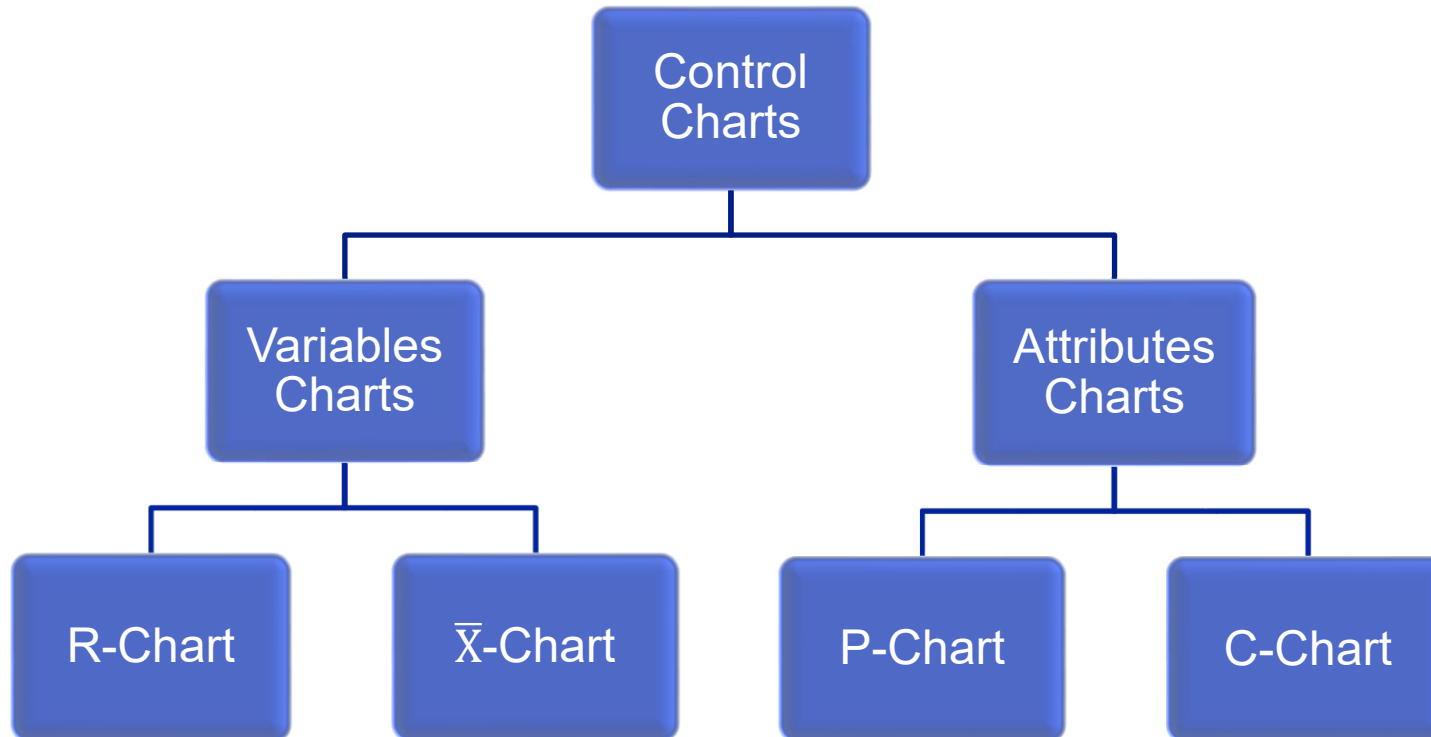 Control
Charts
Variables
Charts
Attributes
Charts
R-Chart
X̅-Chart
P-Chart
C-Chart